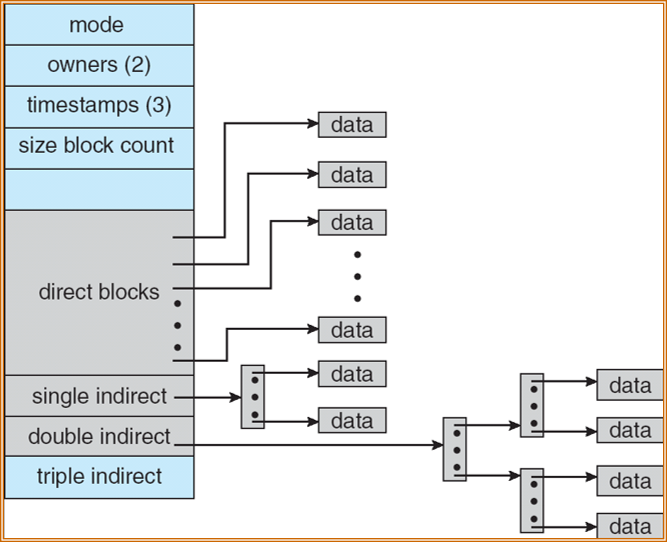 mode
owners (2)
timestamps (3)
size block count
direct blocks
single indirect
double indirect
triple indirect
data
data
data
data
data
data
data
data
data
data